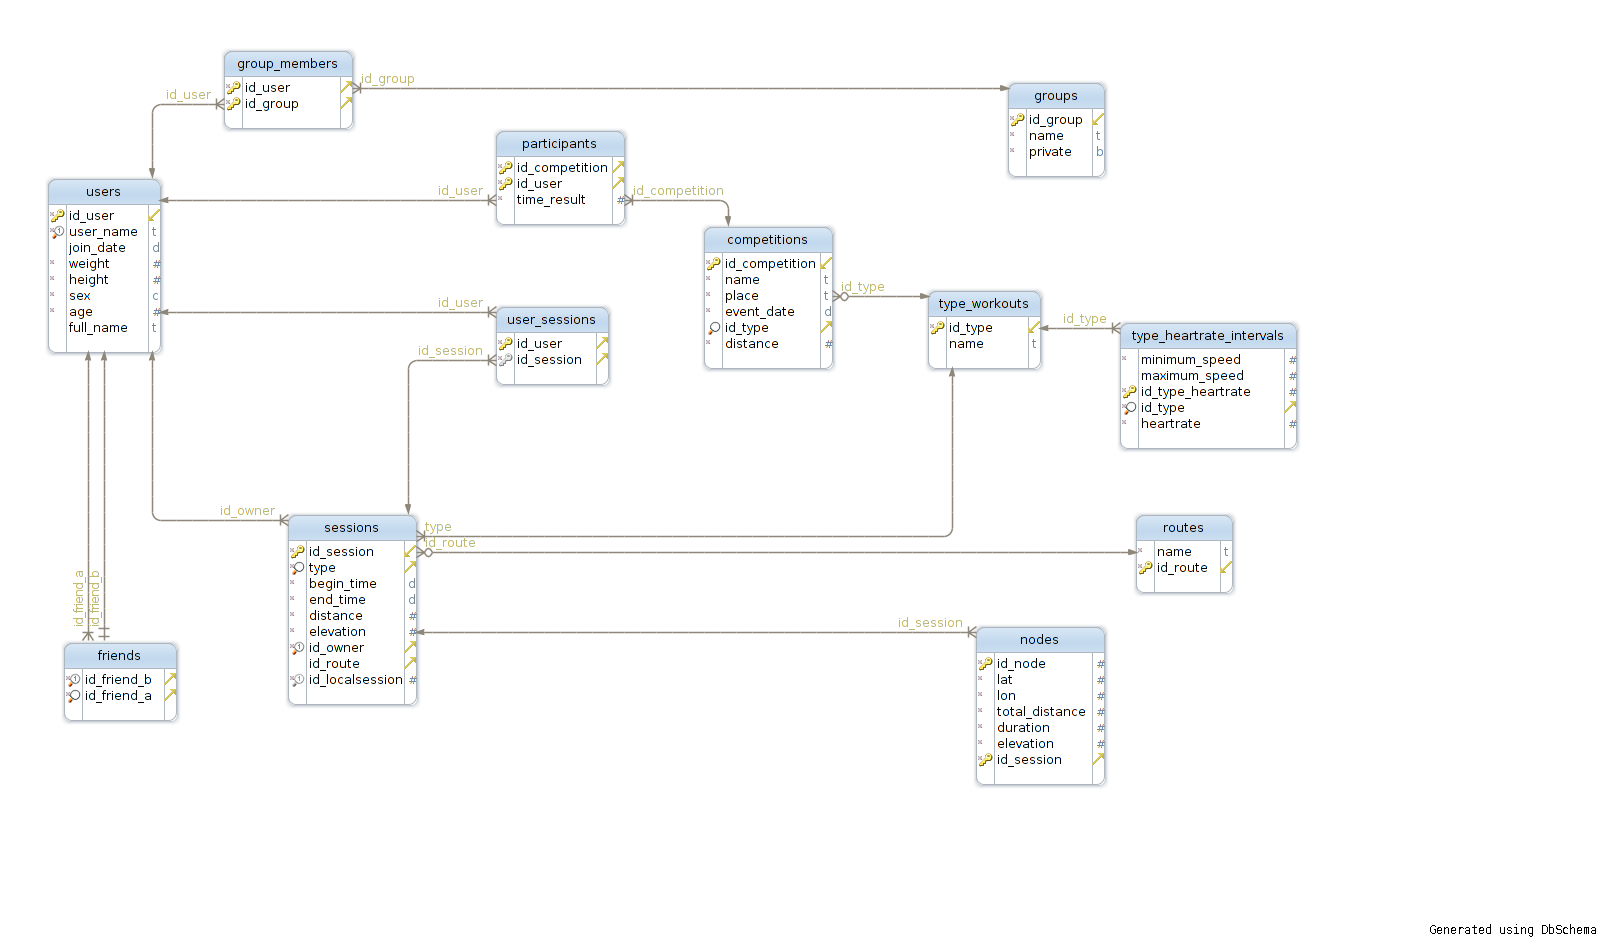 group_members
id_user
id_group
id_user
id_group
groups
id_group
name t
private b
participants
id_competition
id_user
time_result #
id_user
id_competition
users
id_user
user_name t
join_date d
weight #
height #
sex c
age #
full_name t
competitions
id_competition
name t
place t
event_date d
id_type
distance #
id_type
type_workouts
id_type
name t
id_type
type_heartrate_intervals
minimum_speed #
maximum_speed #
id_type_heartrate #
id_type
heartrate #
id_user
user_sessions
id_user
id_session
id_session
id_owner
sessions
id_session
type
begin_time d
end_time d
distance #
elevation #
id_owner
id_route
id_localsession #
type
id_route
routes
name t
id_route
id_friend_a
id_friend_b
friends
id_friend_b
id_friend_a
id_session
nodes
id_node #
lat #
lon #
total_distance #
duration #
elevation #
id_session
Generated using DbSchema